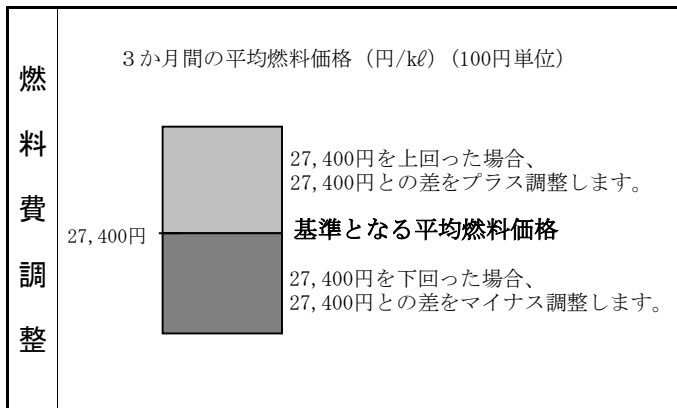 燃料費調整
３か月間の平均燃料価格（円/kℓ）（100円単位）
27,400円を上回った場合、
27,400円との差をプラス調整します。
27,400円
基準となる平均燃料価格
27,400円を下回った場合、
27,400円との差をマイナス調整します。